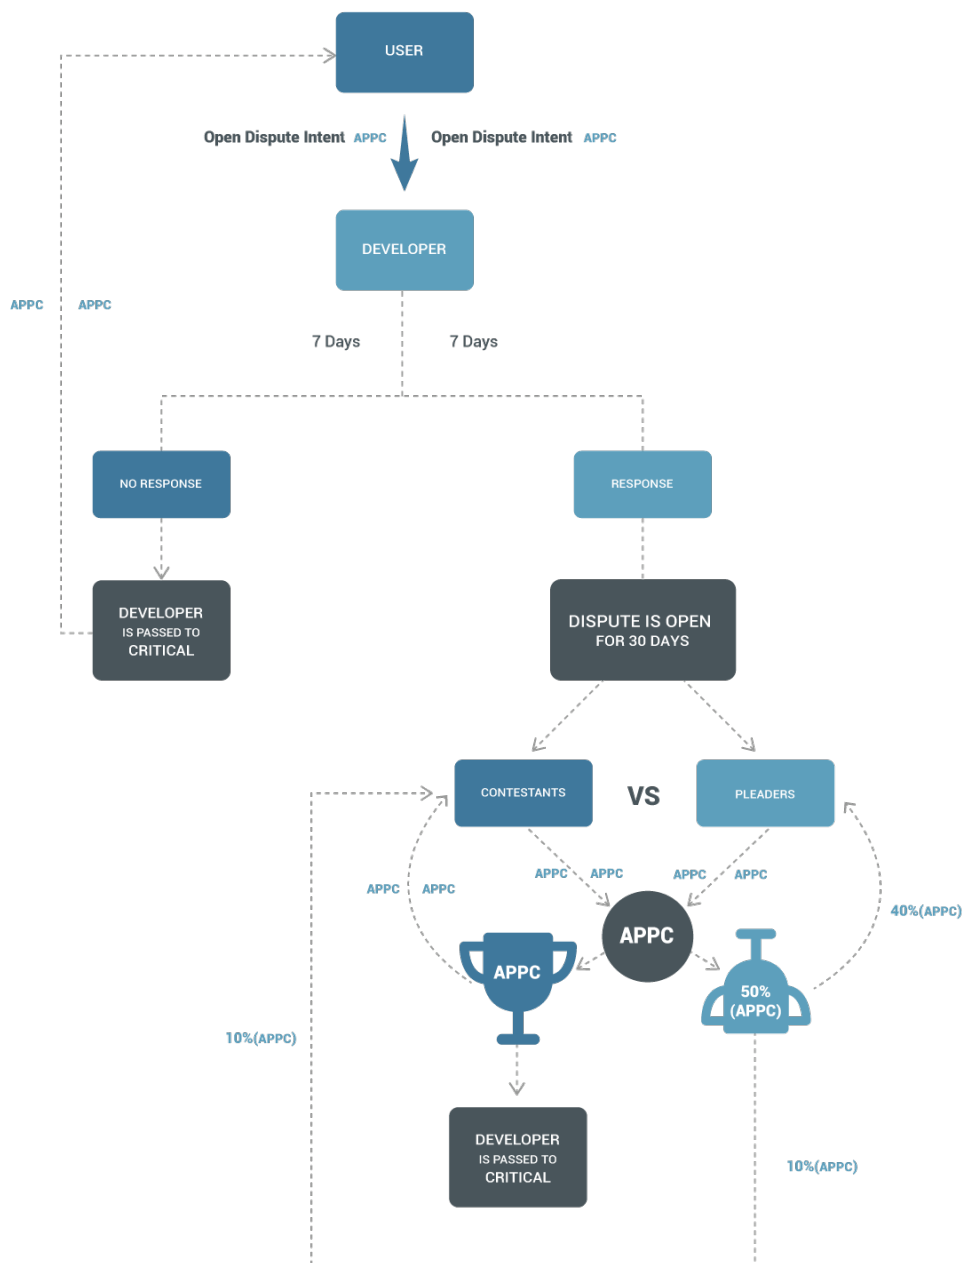 USER
Open Dispute Intent APPC Open Dispute Intent APPC
DEVELOPER
APPC APPC
7 Days 7 Days
NO RESPONSE RESPONSE
DEVELOPER
IS PASSED TO
CRITICAL
DISPUTE IS OPEN
FOR 30 DAYS
CONTESTANTS VS PLEADERS
APPC APPC APPC APPC
APPC APPC
40%(APPC)
APPC
APPC
50%
(APPC)
10%(APPC)
DEVELOPER
IS PASSED TO
CRITICAL
10%(APPC)